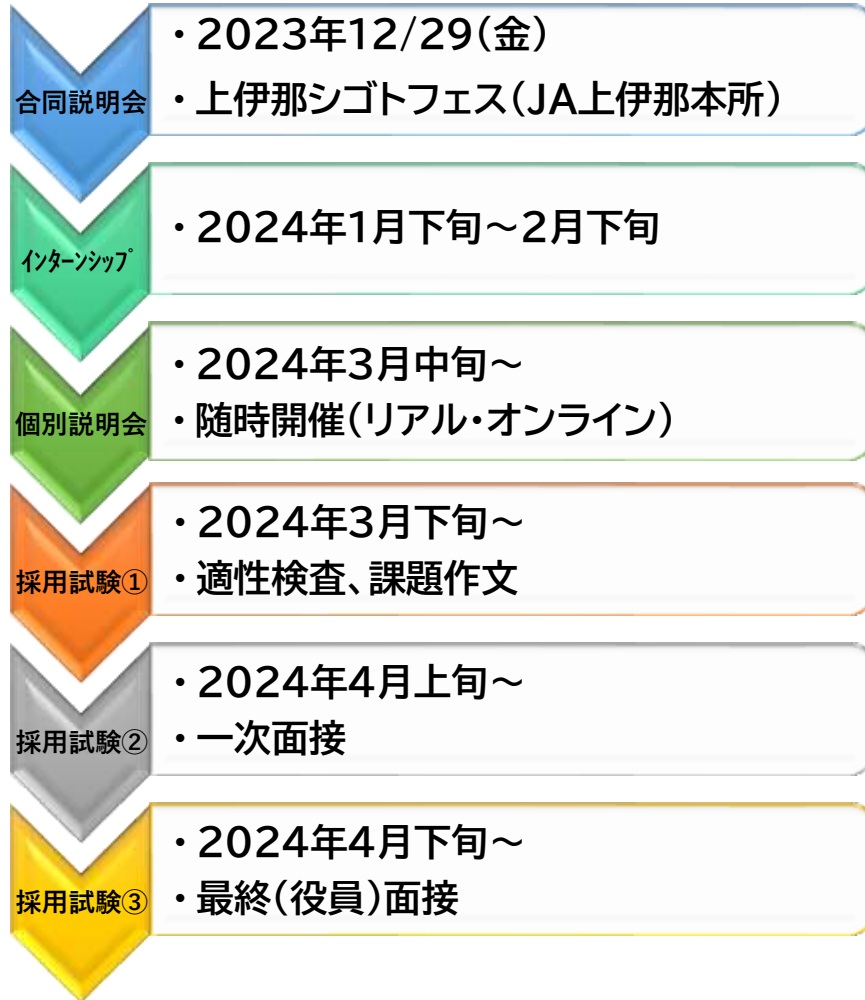 合同説明会
・2023年12/29(金)
・上伊那シゴトフェス(JA上伊那本所)
ｲﾝﾀｰﾝｼｯﾌﾟ
・2024年1月下旬～2月下旬
個別説明会
・2024年3月中旬～
・随時開催(リアル・オンライン)
採用試験①
・2024年3月下旬～
・適性検査、課題作文
採用試験②
・2024年4月上旬～
・一次面接
採用試験③
・2024年4月下旬～
・最終(役員)面接